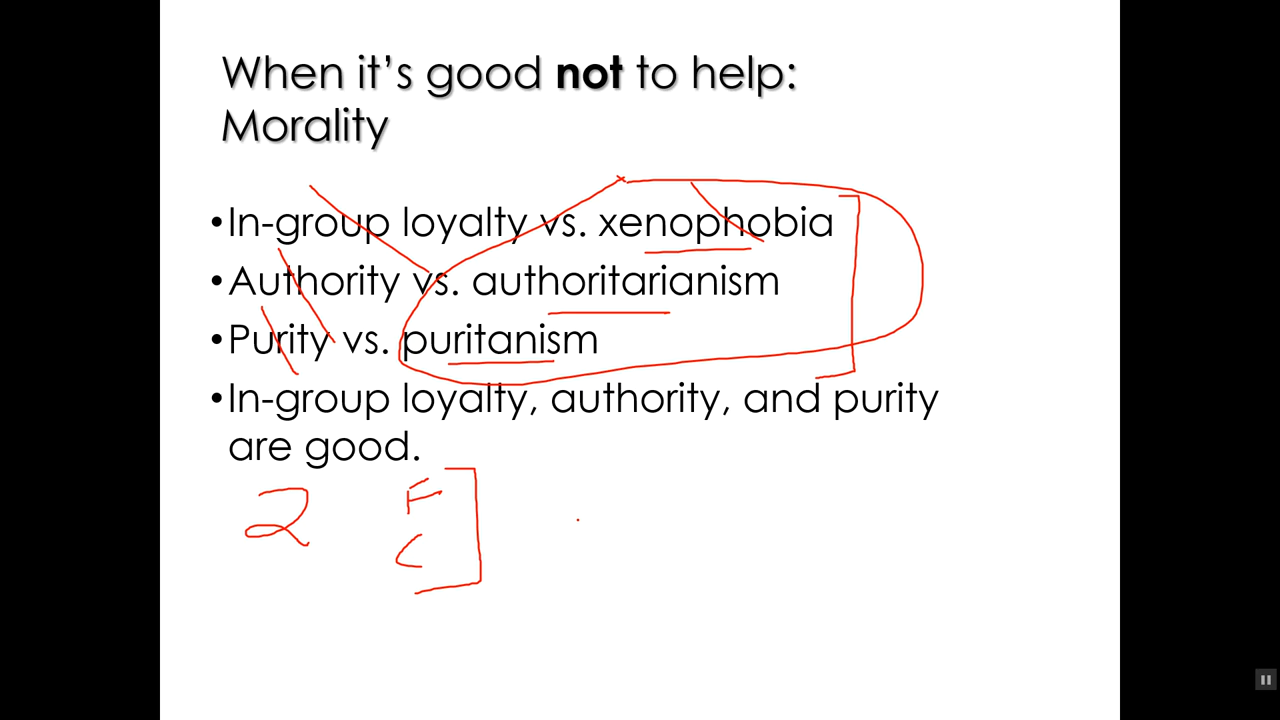 When it's good not to help:
Morality
•In-group loyalty vs. xenophobia
•Authority vs. authoritarianism
•Purity vs. puritanism
•In-group loyalty, authority, and purity
are good.
2 F
C